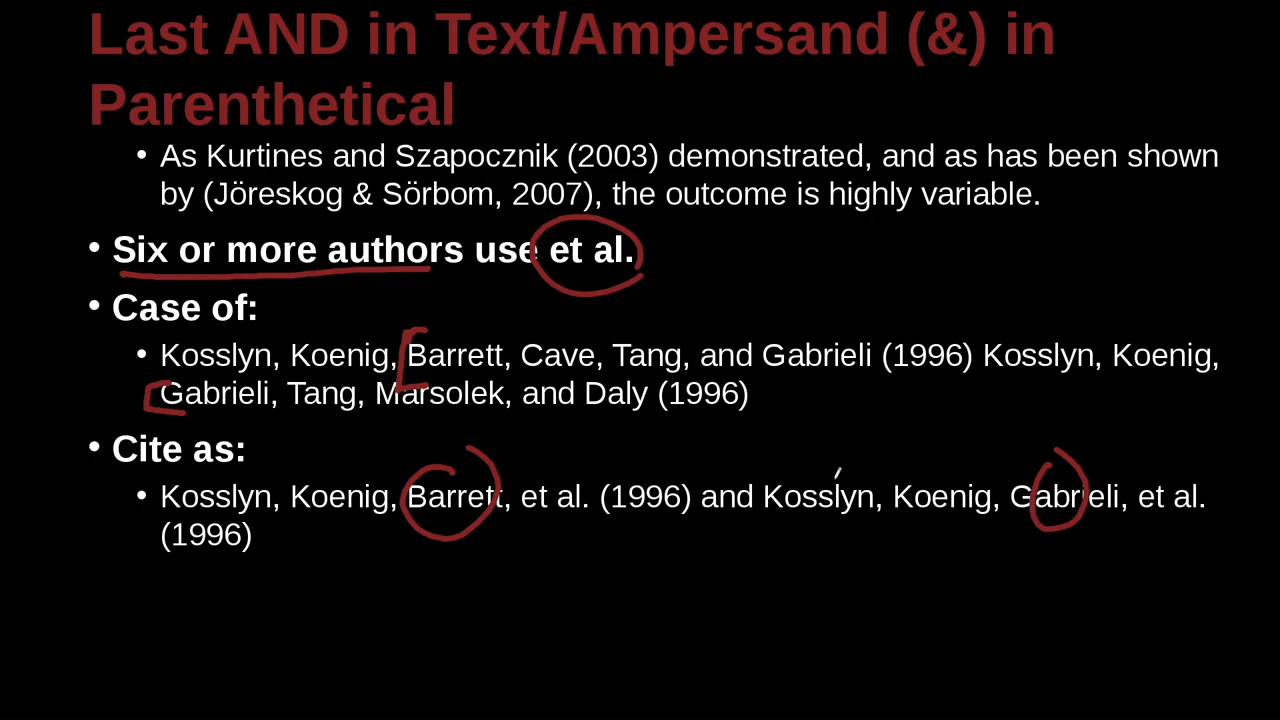 Last AND in Text/Ampersand (&) in
Parenthetical
• As Kurtines and Szapocznik (2003) demonstrated, and as has been shown
by (Jöreskog & Sörbom, 2007), the outcome is highly variable.
• Six or more authors use et al.
• Case of:
• Kosslyn, Koenig, Barrett, Cave, Tang, and Gabrieli (1996) Kosslyn, Koenig,
Gabrieli, Tang, Marsolek, and Daly (1996)
• Cite as:
• Kosslyn, Koenig, Barrett, et al. (1996) and Kosslyn, Koenig, Gabrieli, et al.
(1996)